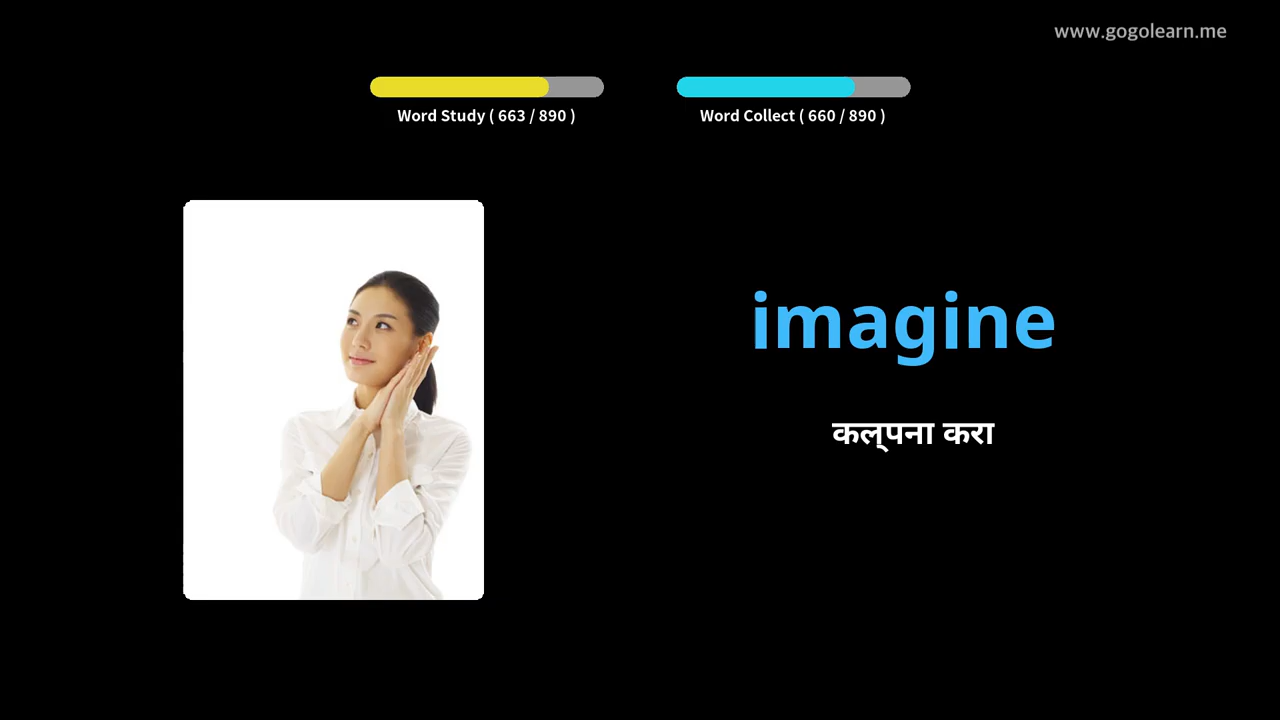 www.gogolearn.me
Word Study ( 663 / 890 )
Word Collect ( 660 / 890 )
imagine
कल्पना करा